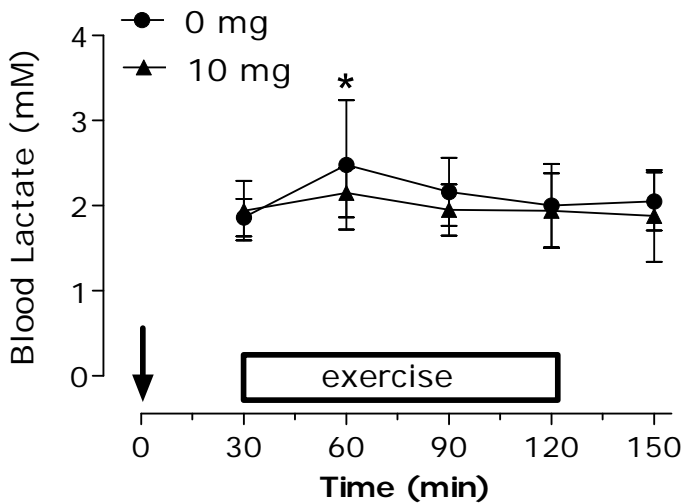 0 mg
10 mg
*
Blood Lactate (mM)
4
3
2
1
0
exercise
0 30 60 90 120 150
Time (min)